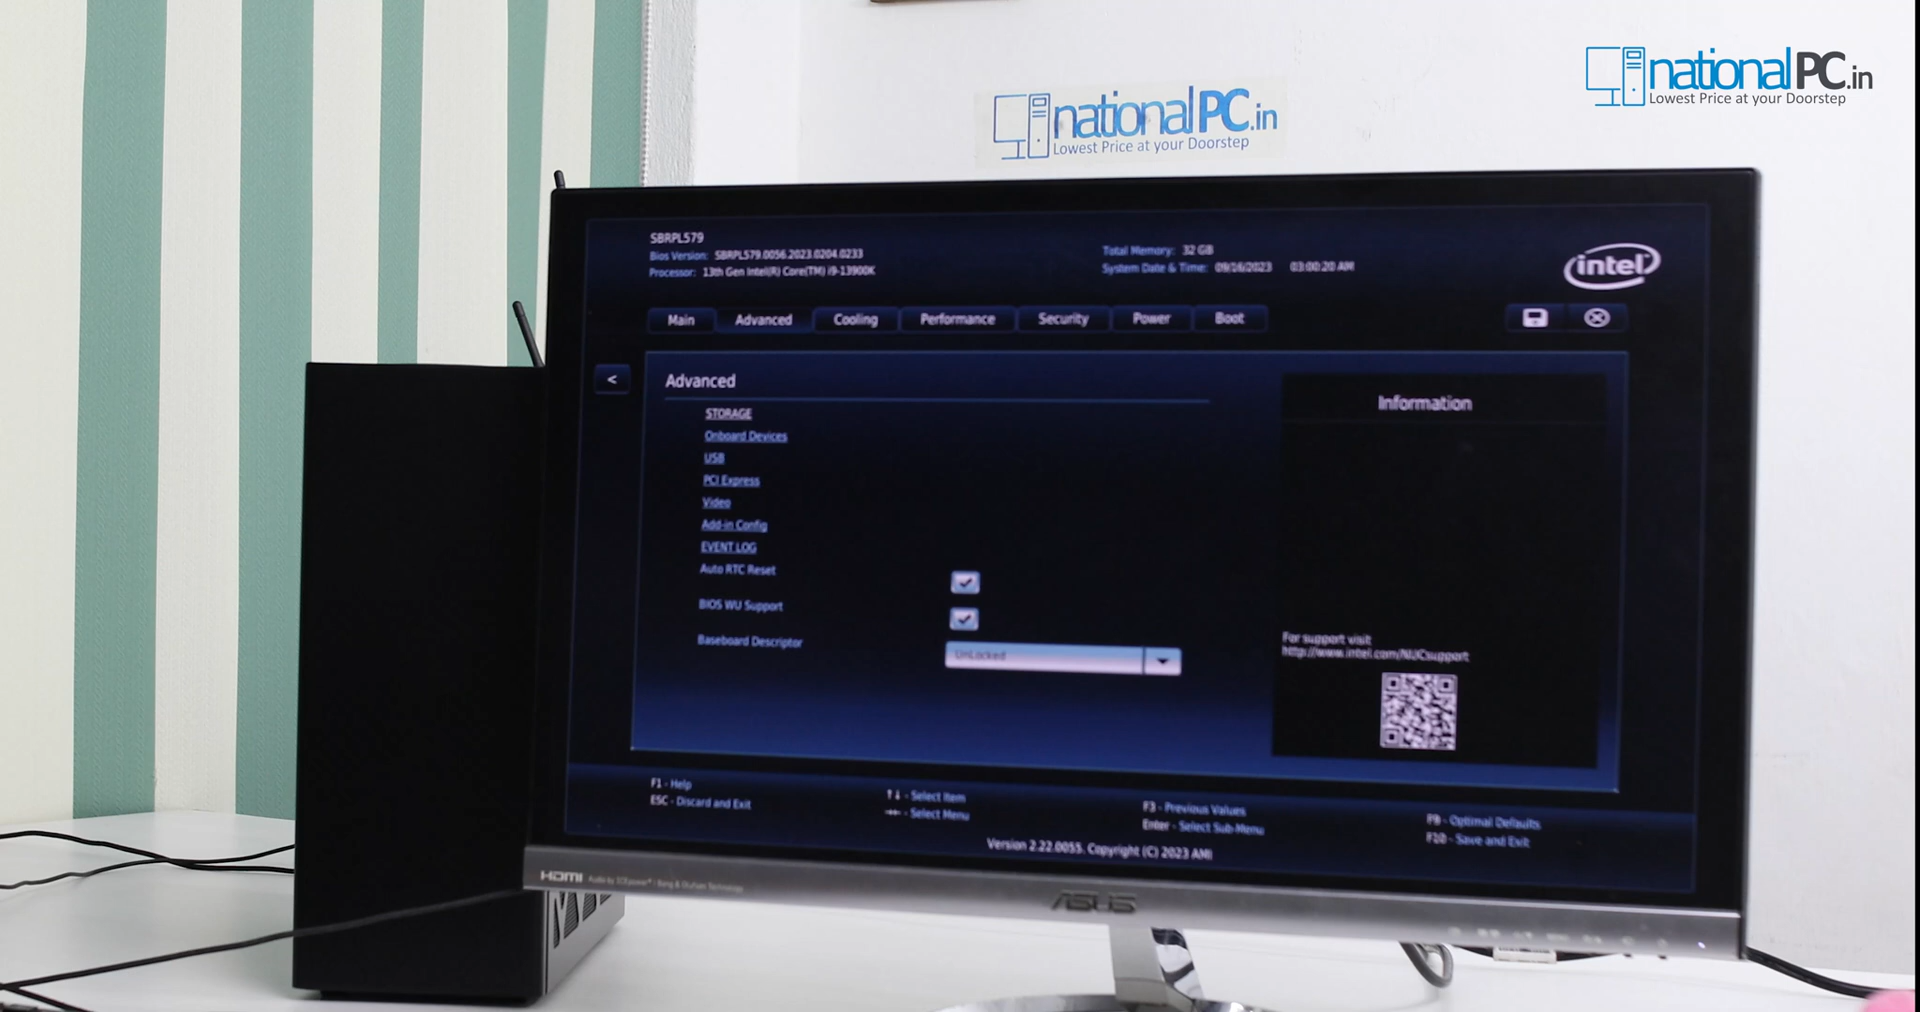 nationalPC.in
Lowest Price at your Doorstep
nationalPC.in
Lowest Price at your Doorstep
SBRPL579
Bios Version: SBRPL579.0056.2023.0204.0233
Processor: 13th Gen Intel(R) Core(TM) i9-13900K
Total Memory: 32 GB
System Date & Time: 09/16/2023 03:00:20 AM
intel
Main Advanced Cooling Performance Security Power Boot
<
Advanced
STORAGE
Onboard Devices
USB
PCI Express
Video
Add-in Config
EVENT LOG
Auto RTC Reset
BIOS WU Support
Baseboard Descriptor
UnLocked
Information
For support visit
http://www.intel.com/NUCsupport
F1 - Help
ESC - Discard and Exit
↑↓ - Select Item
→← - Select Menu
F3 - Previous Values
Enter - Select Sub-Menu
F9 - Optimal Defaults
F10 - Save and Exit
Version 2.22.0055. Copyright (C) 2023 AMI
HDMI
ASUS